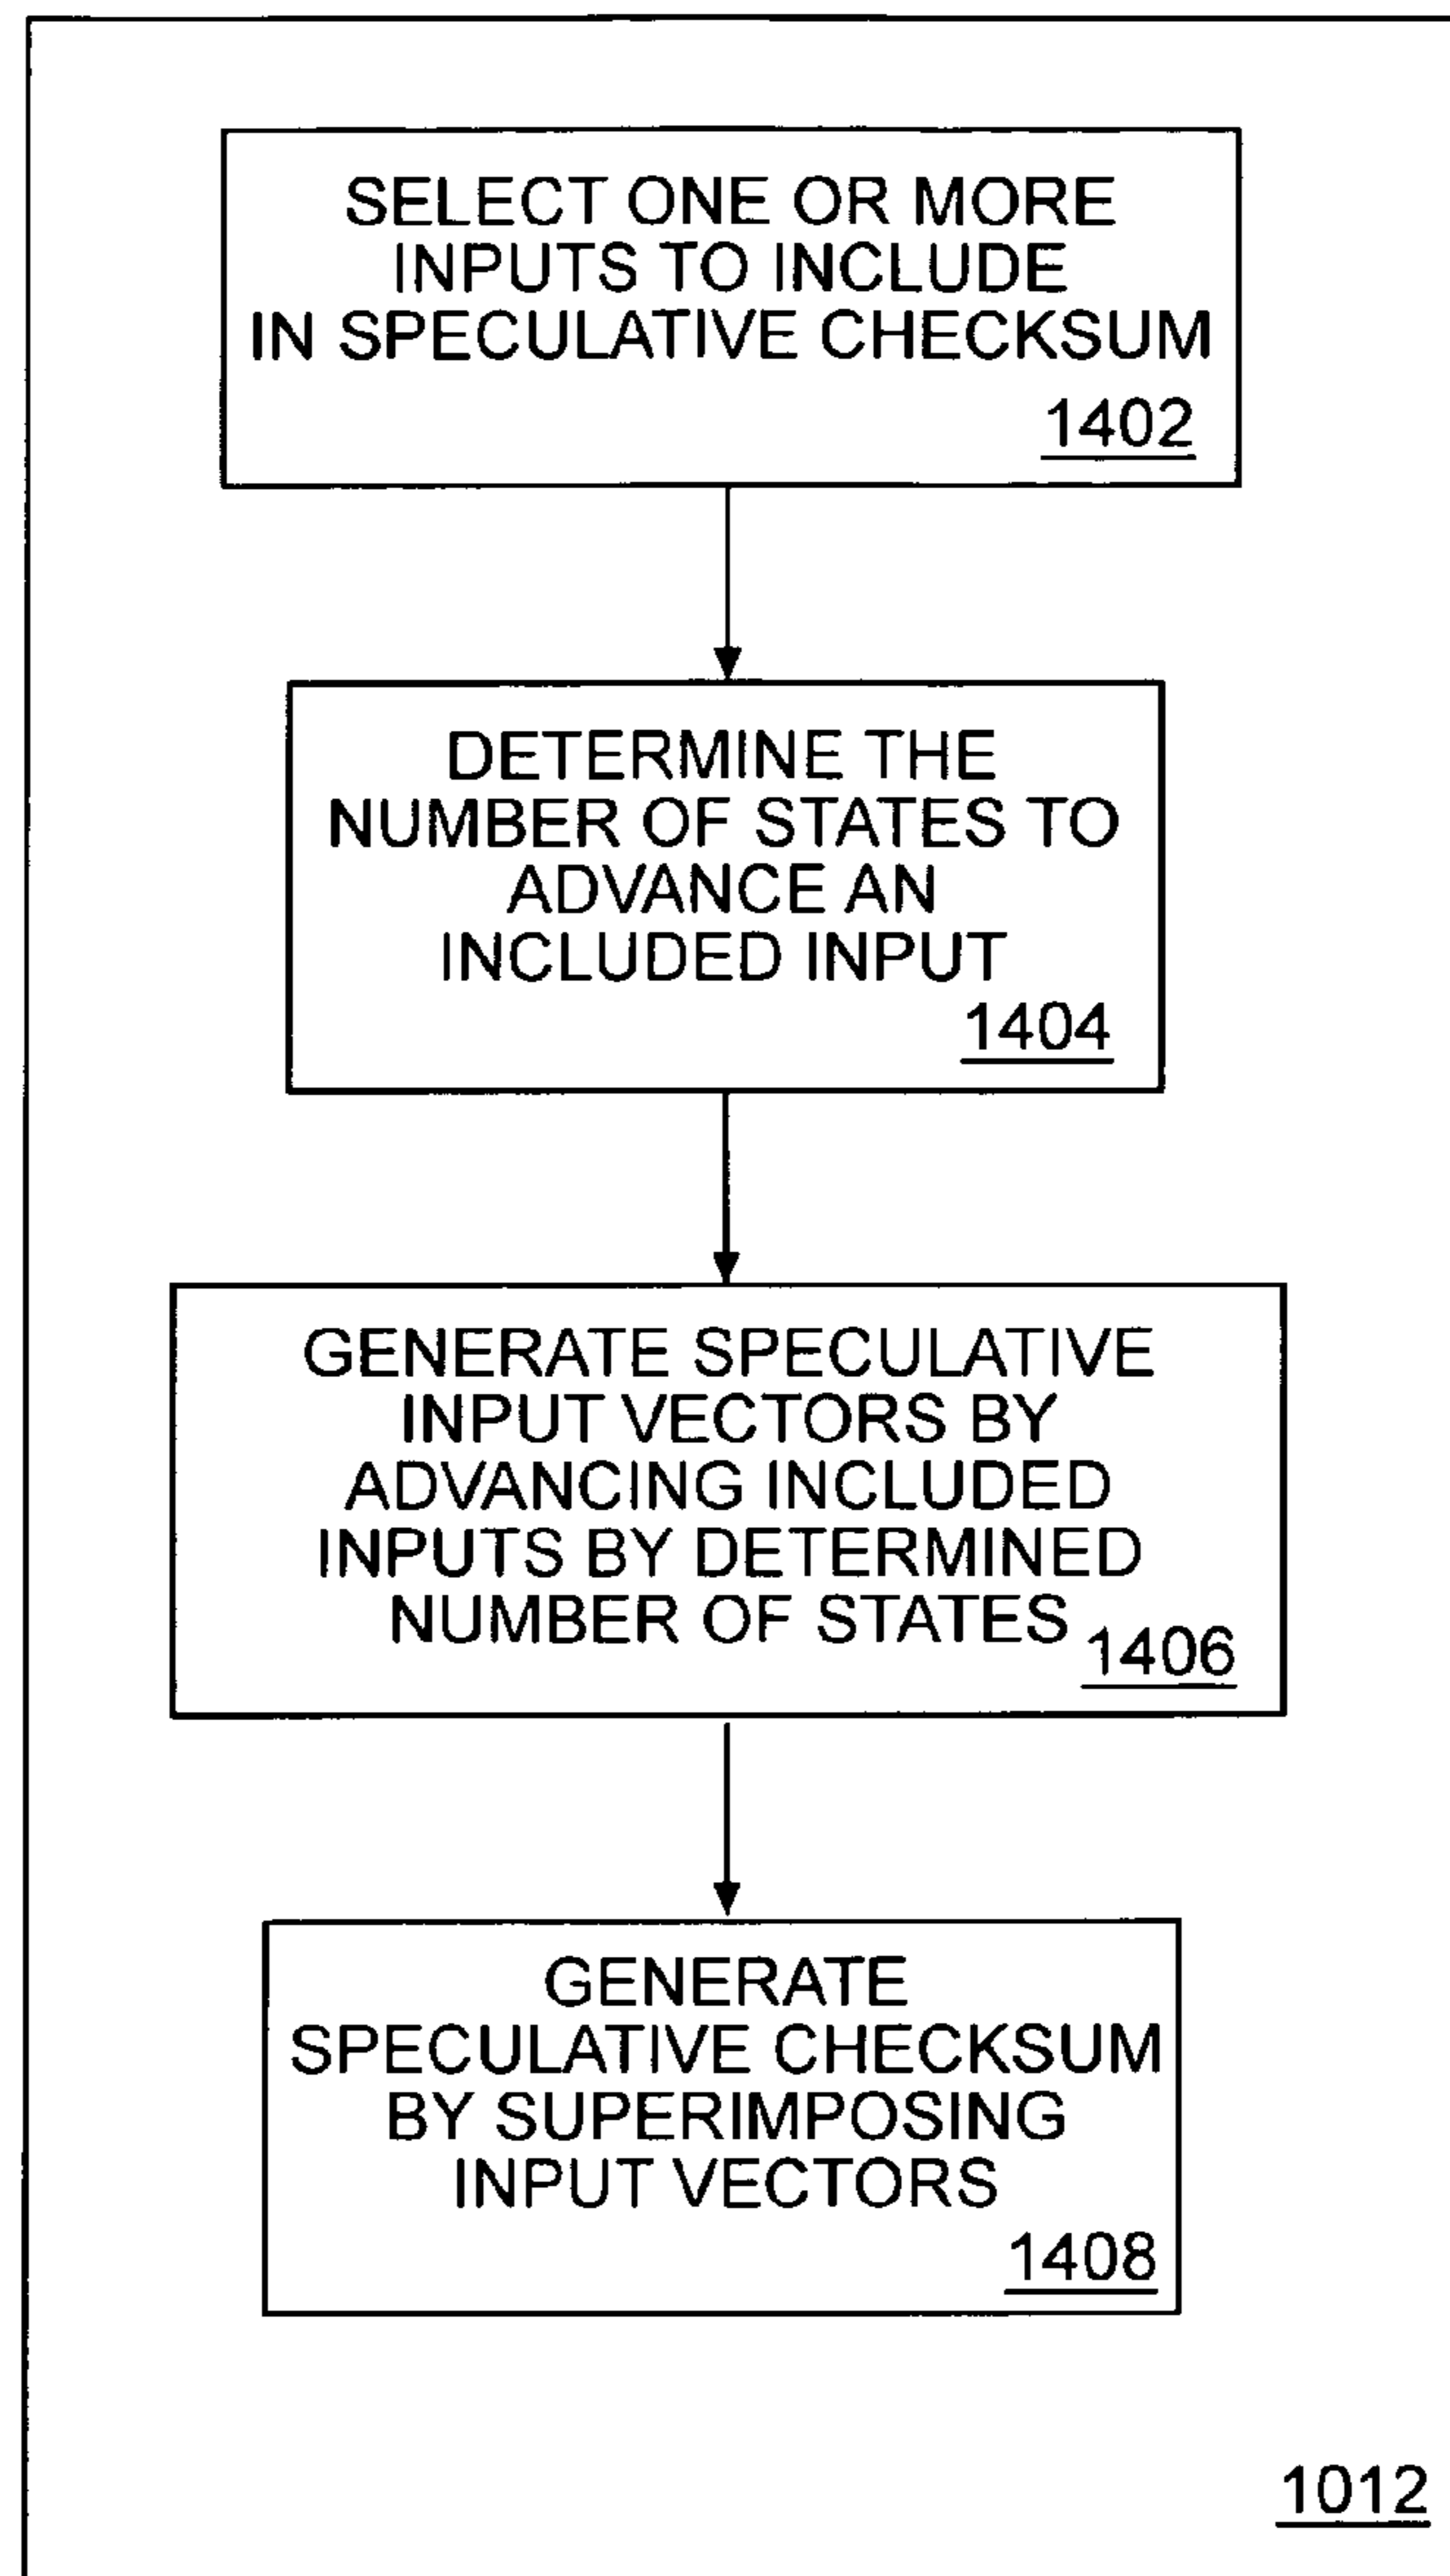 SELECT ONE OR MORE
INPUTS TO INCLUDE
IN SPECULATIVE CHECKSUM
1402
DETERMINE THE
NUMBER OF STATES TO
ADVANCE AN
INCLUDED INPUT
1404
GENERATE SPECULATIVE
INPUT VECTORS BY
ADVANCING INCLUDED
INPUTS BY DETERMINED
NUMBER OF STATES
1406
GENERATE
SPECULATIVE CHECKSUM
BY SUPERIMPOSING
INPUT VECTORS
1408
1012